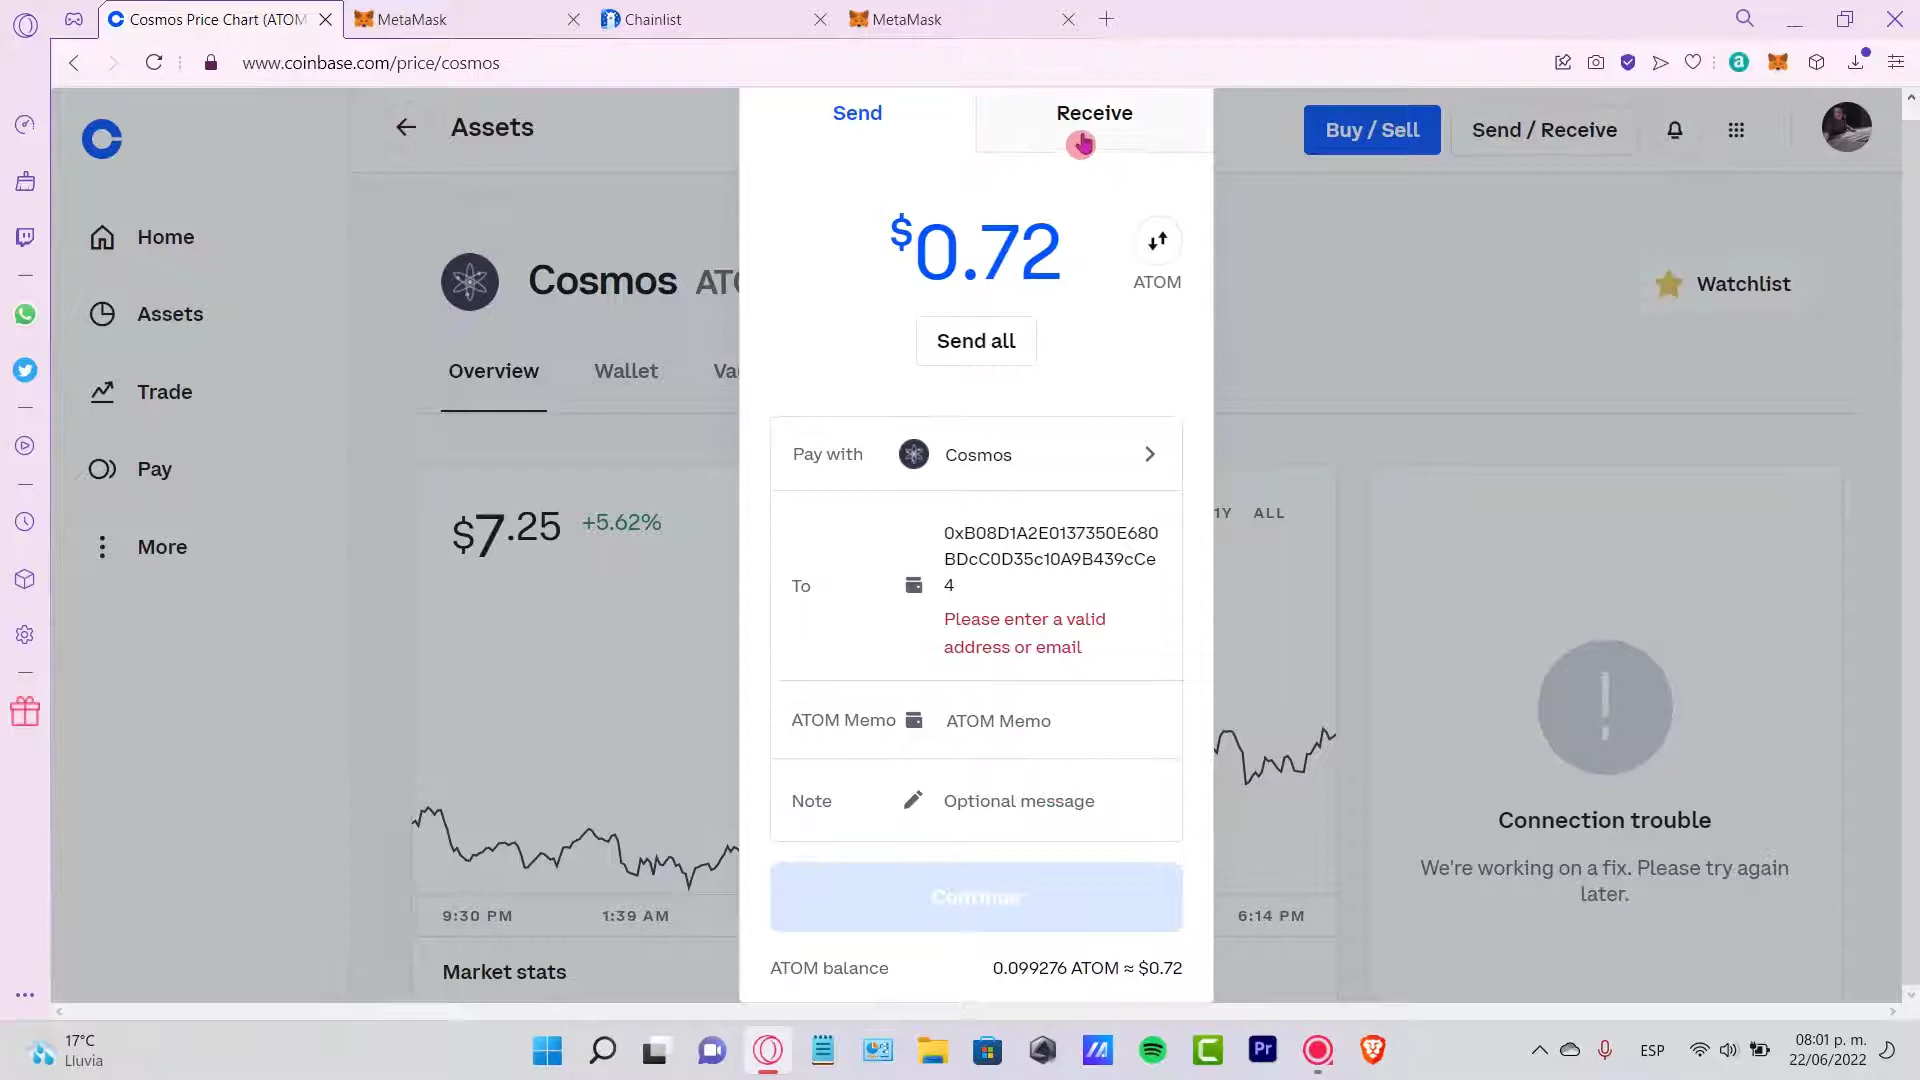 Cosmos Price Chart (ATOM
MetaMask
Chainlist
MetaMask
www.coinbase.com/price/cosmos
Assets
Send
Receive
Buy / Sell
Send / Receive
Home
Assets
Trade
Pay
More
Cosmos
Watchlist
$0.72
ATOM
Send all
Overview
Wallet
$7.25 +5.62%
1Y ALL
Pay with
Cosmos
To
0xB08D1A2E0137350E680
BDcC0D35c10A9B439cCe
4
Please enter a valid
address or email
ATOM Memo
ATOM Memo
Note
Optional message
Continue
ATOM balance
0.099276 ATOM ≈ $0.72
Connection trouble
We're working on a fix. Please try again
later.
9:30 PM
1:39 AM
6:14 PM
Market stats
17°C
Lluvia
Pr
ESP
08:01 p. m.
22/06/2022